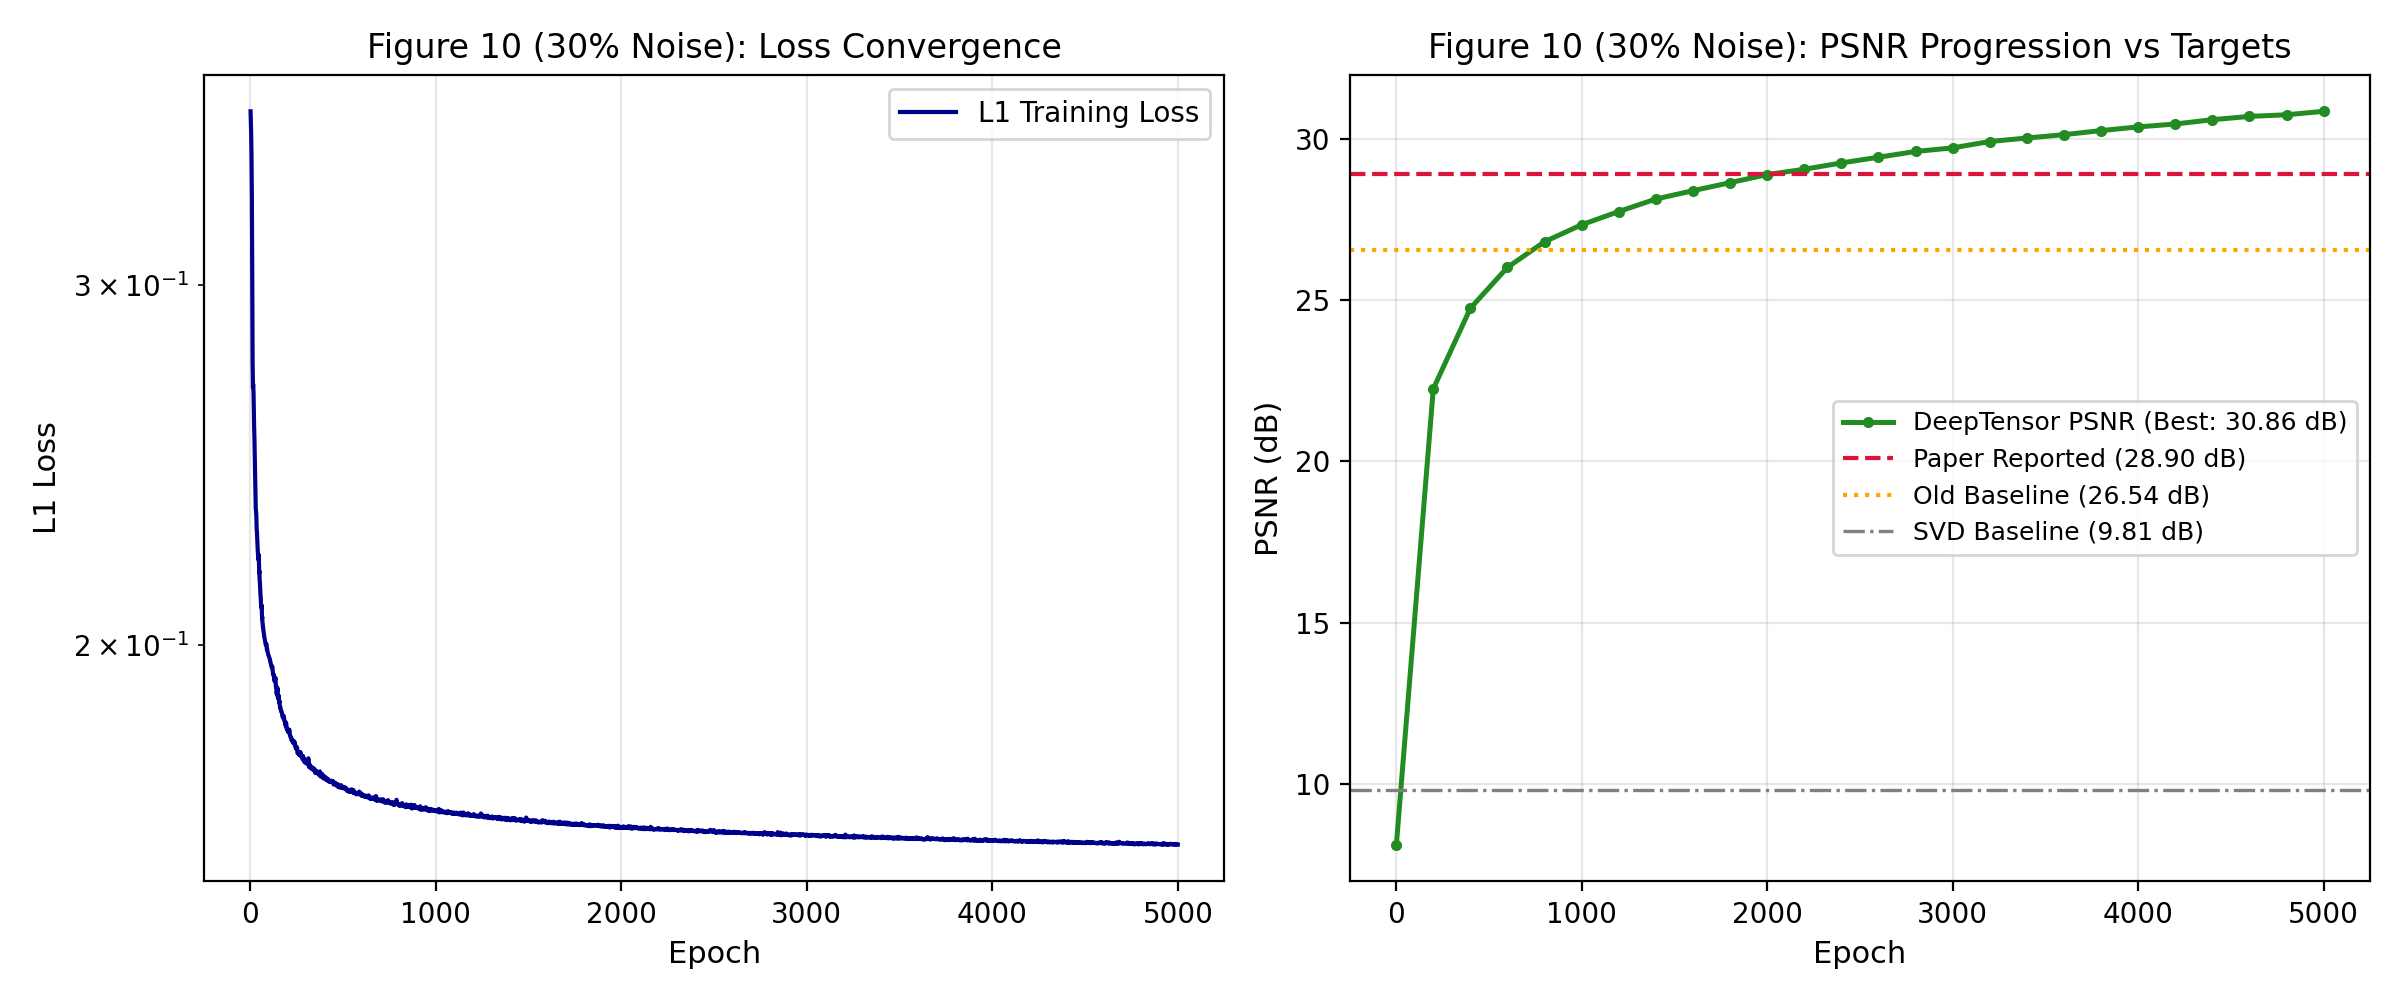 Figure 10 (30% Noise): Loss Convergence
L1 Training Loss
3 × 10⁻¹
2 × 10⁻¹
L1 Loss
0 1000 2000 3000 4000 5000
Epoch
Figure 10 (30% Noise): PSNR Progression vs Targets
30
25
20
15
10
PSNR (dB)
DeepTensor PSNR (Best: 30.86 dB)
Paper Reported (28.90 dB)
Old Baseline (26.54 dB)
SVD Baseline (9.81 dB)
0 1000 2000 3000 4000 5000
Epoch